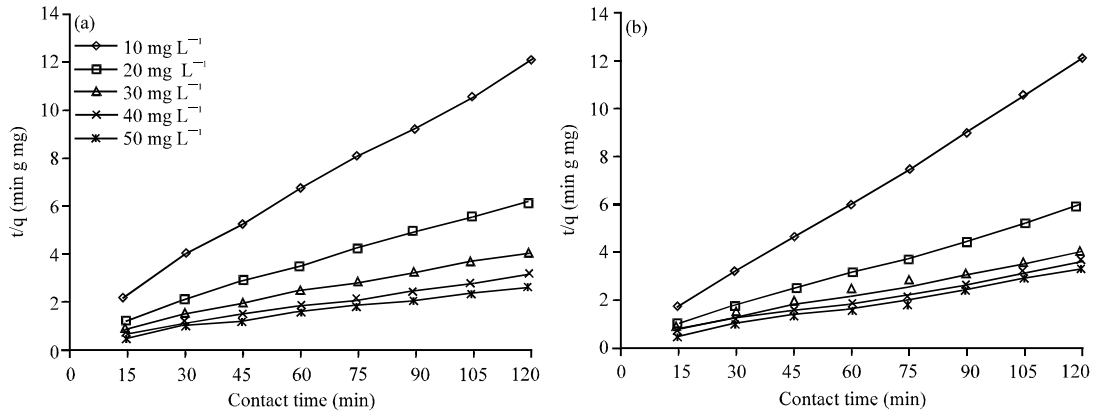 (a)
10 mg L⁻¹
20 mg L⁻¹
30 mg L⁻¹
40 mg L⁻¹
50 mg L⁻¹
14
12
10
8
6
4
2
0
t/q (min g mg)
0 15 30 45 60 75 90 105 120
Contact time (min)
(b)
14
12
10
8
6
4
2
0
t/q (min g mg)
0 15 30 45 60 75 90 105 120
Contact time (min)